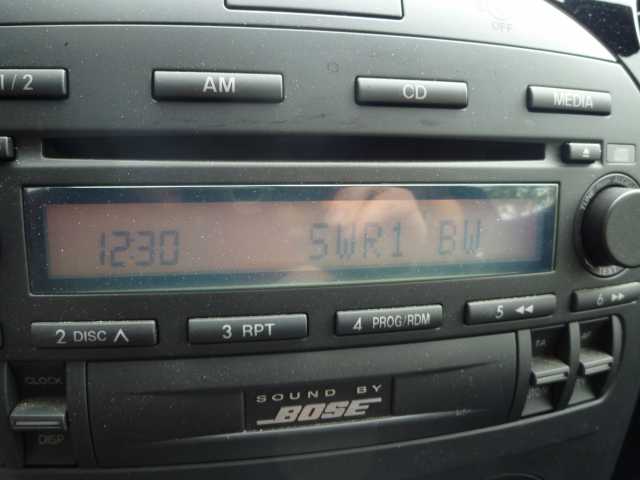 OFF
1/2
AM
CD
MEDIA
12:30 SWR1 BW
2 DISC
3 RPT
4 PROG/RDM
5
6
CLOCK
DISP
SOUND BY
BOSE